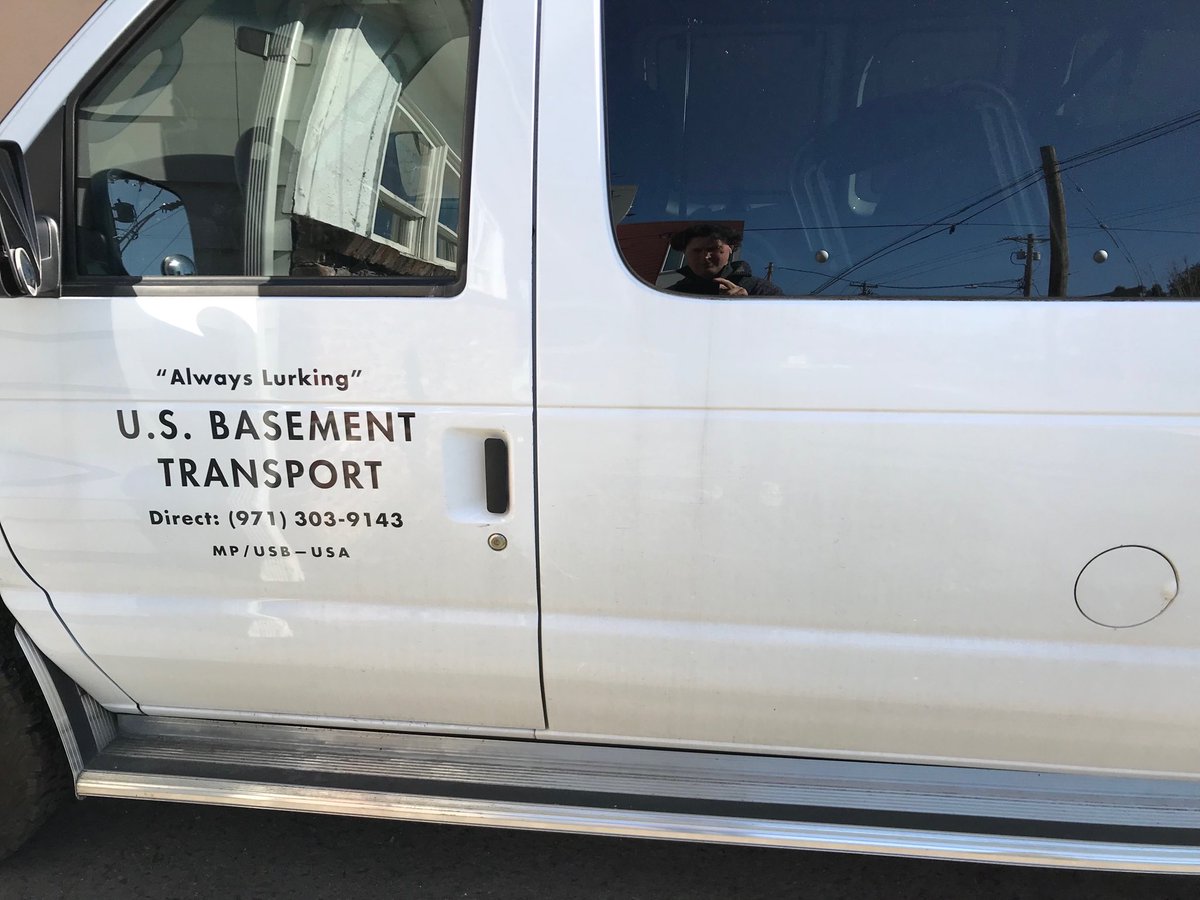 “Always Lurking”
U.S. BASEMENT
TRANSPORT
Direct: (971) 303-9143
MP/USB–USA